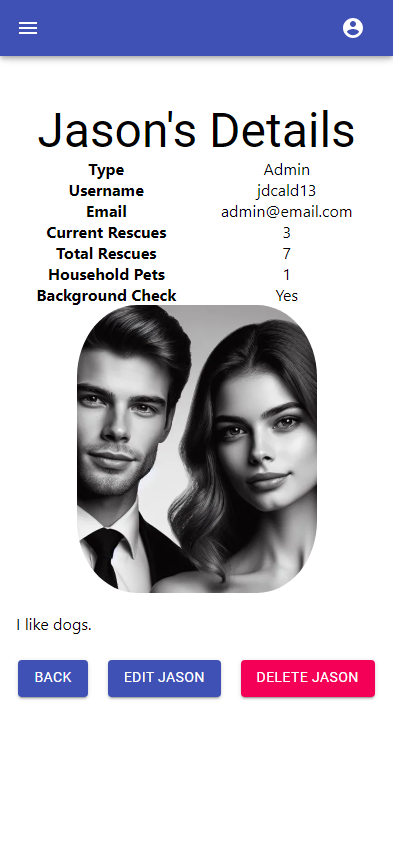 Jason's Details
Type Admin
Username jdcald13
Email admin@email.com
Current Rescues 3
Total Rescues 7
Household Pets 1
Background Check Yes
I like dogs.
BACK EDIT JASON DELETE JASON